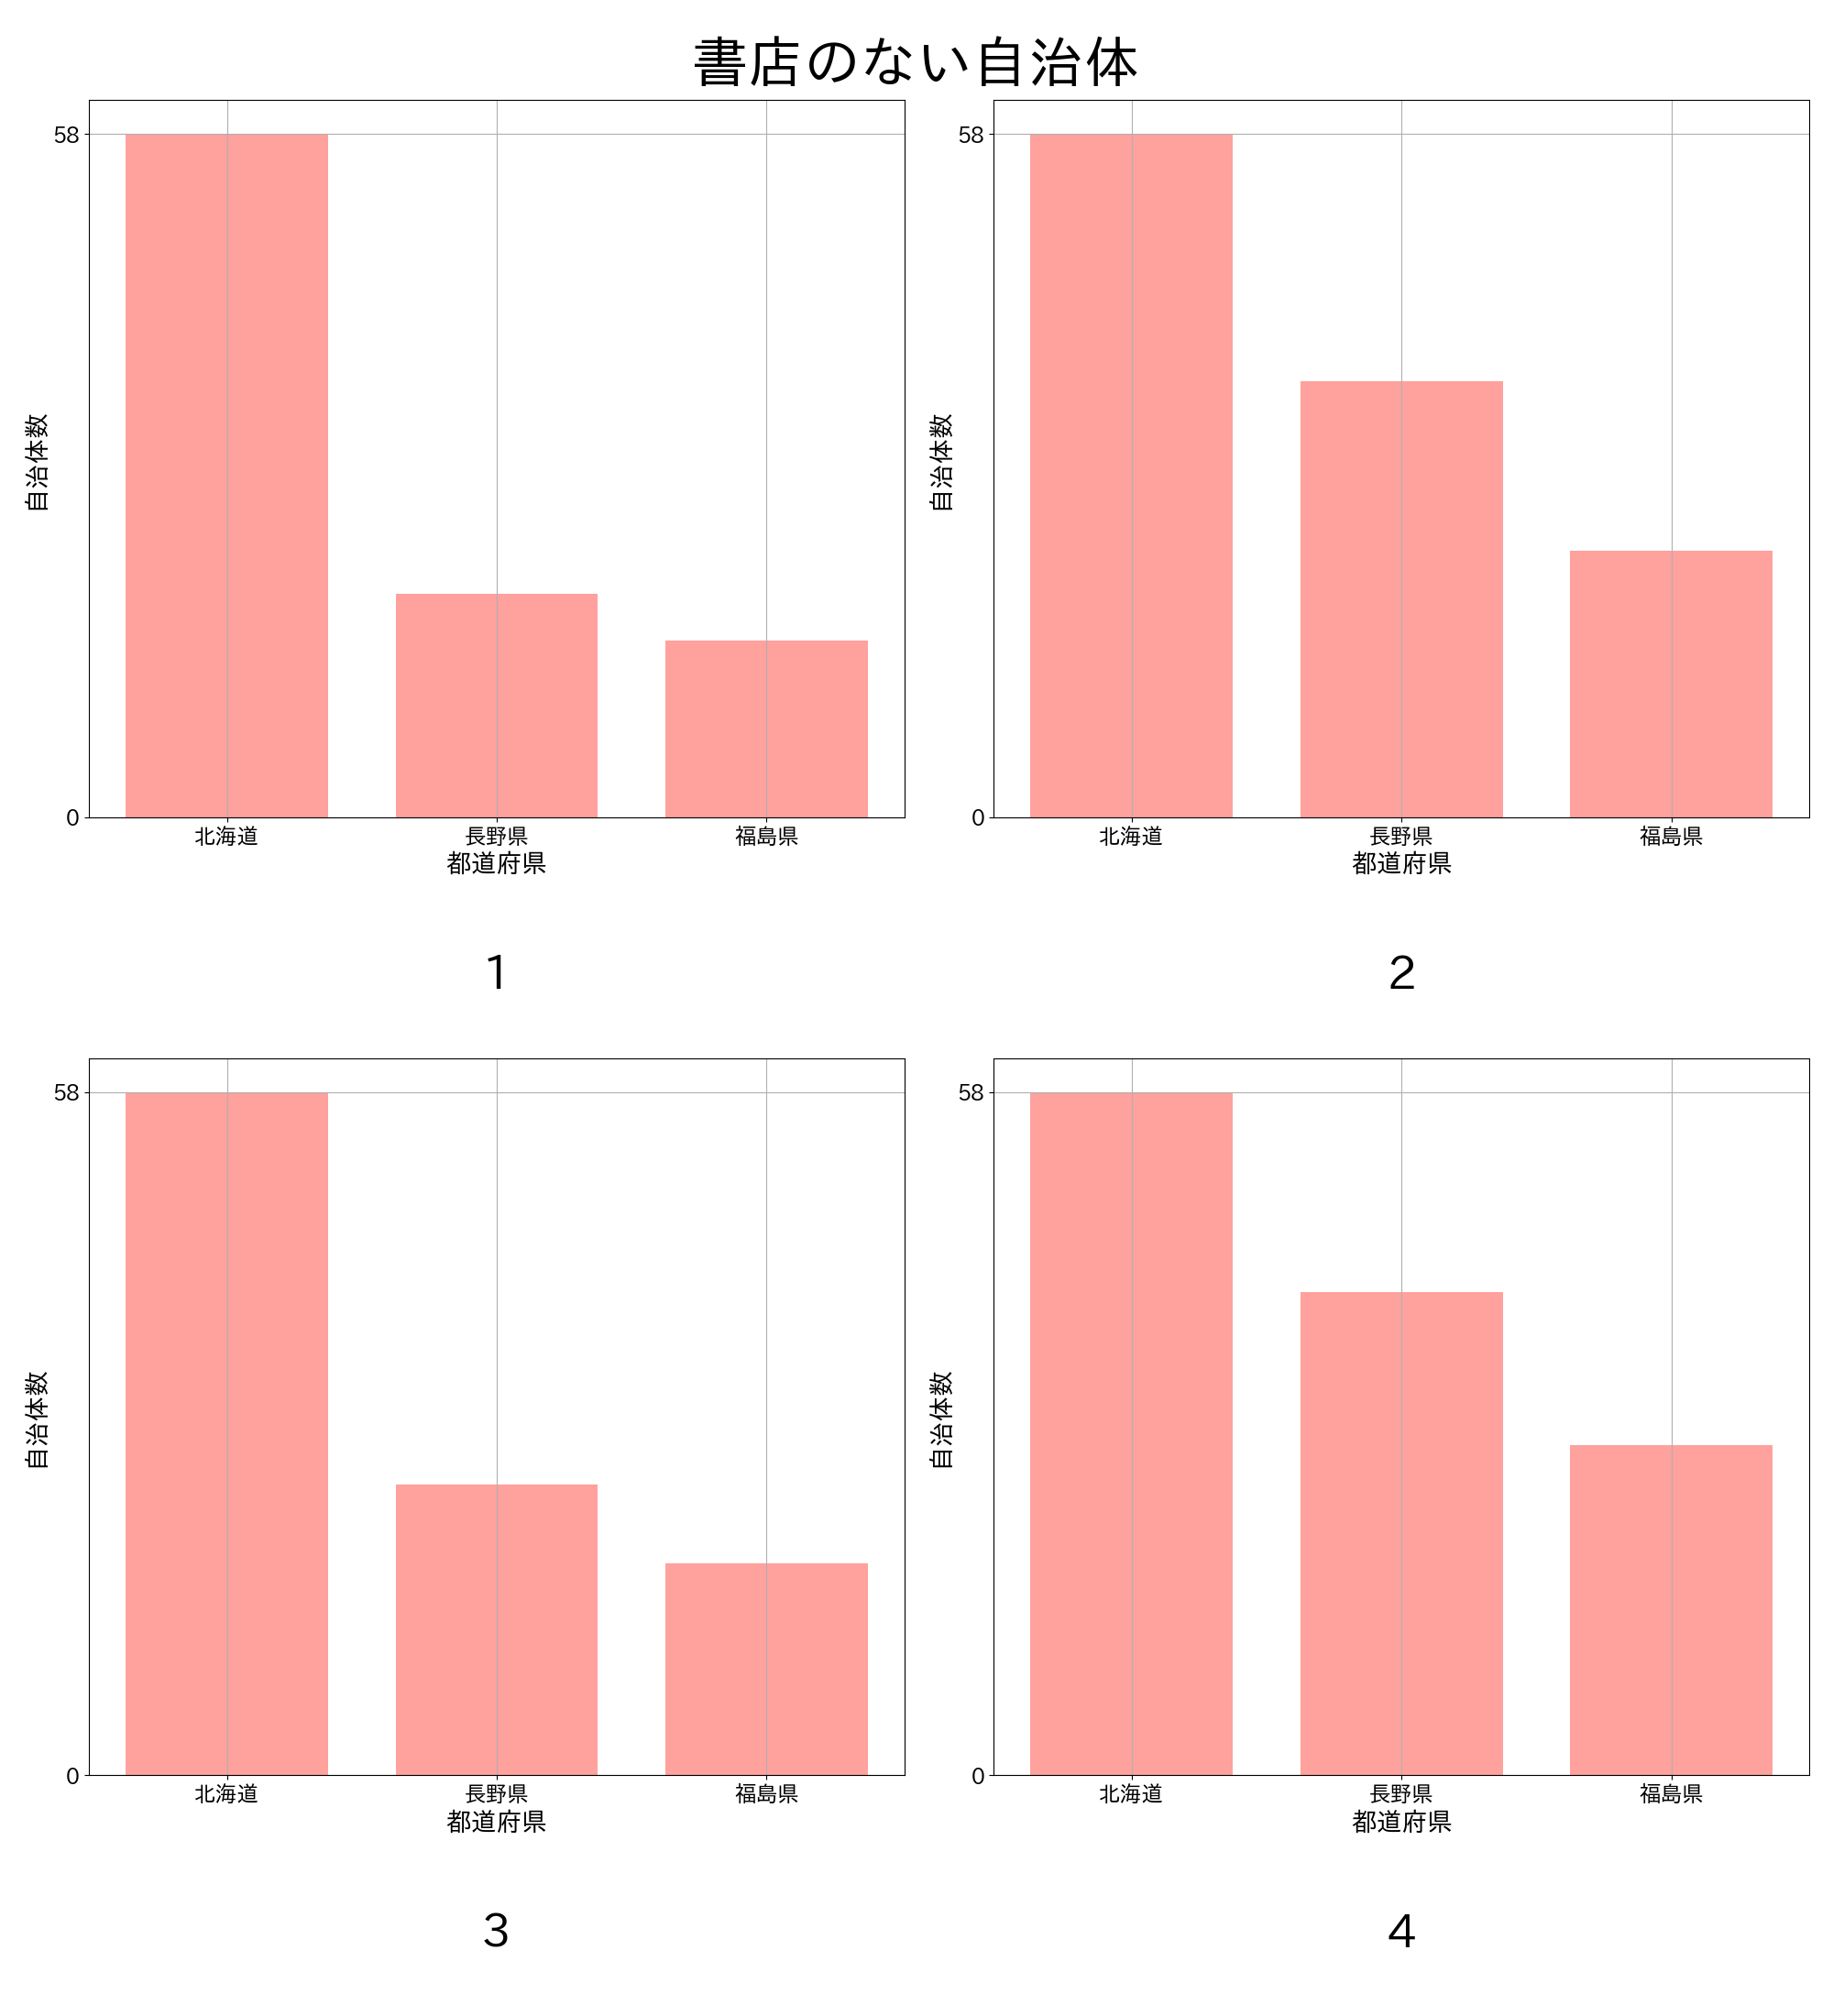 書店のない自治体
58
0
自治体数
北海道 長野県 福島県
都道府県
1
58
0
自治体数
北海道 長野県 福島県
都道府県
2
58
0
自治体数
北海道 長野県 福島県
都道府県
3
58
0
自治体数
北海道 長野県 福島県
都道府県
4